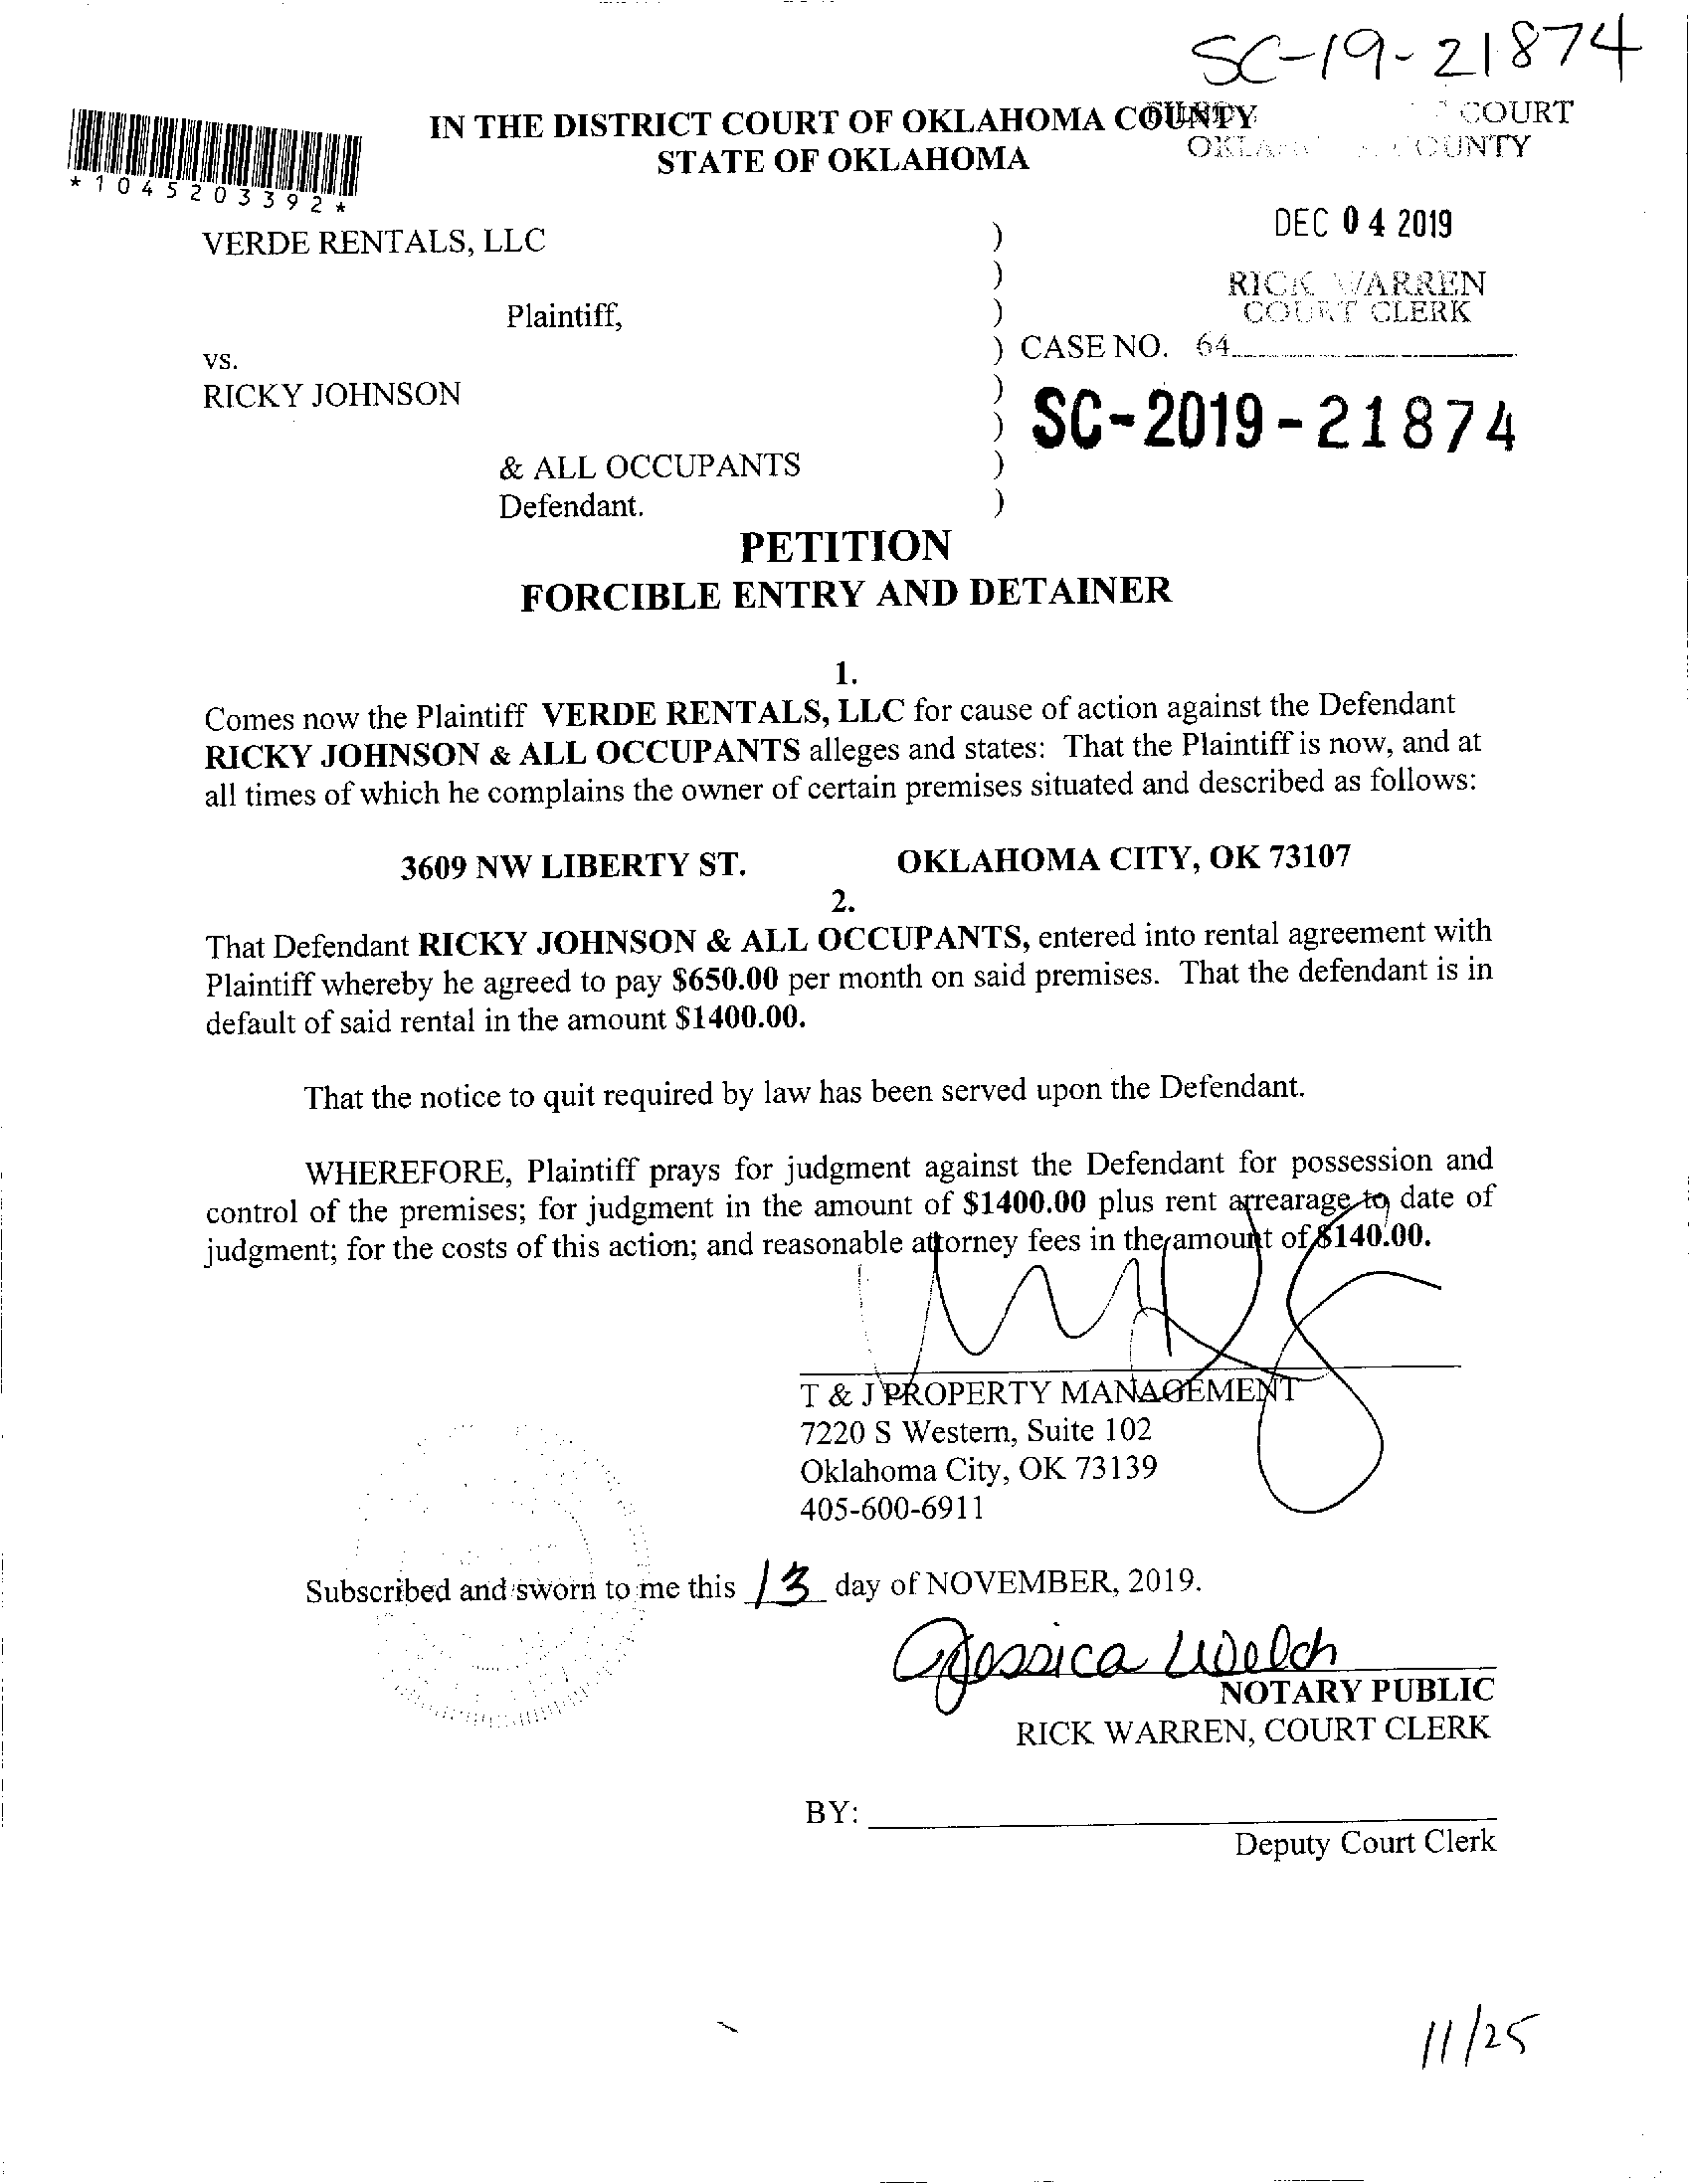 SC-19-21874
IN THE DISTRICT COURT OF OKLAHOMA COUNTY
STATE OF OKLAHOMA
COURT
COUNTY
*1045203392*
DEC 04 2019
RICK WARREN
COURT CLERK
VERDE RENTALS, LLC )
)
Plaintiff, )
vs. ) CASE NO. 64
RICKY JOHNSON )
) SC-2019-21874
& ALL OCCUPANTS )
Defendant. )
PETITION
FORCIBLE ENTRY AND DETAINER
1.
Comes now the Plaintiff VERDE RENTALS, LLC for cause of action against the Defendant
RICKY JOHNSON & ALL OCCUPANTS alleges and states: That the Plaintiff is now, and at
all times of which he complains the owner of certain premises situated and described as follows:
3609 NW LIBERTY ST. OKLAHOMA CITY, OK 73107
2.
That Defendant RICKY JOHNSON & ALL OCCUPANTS, entered into rental agreement with
Plaintiff whereby he agreed to pay $650.00 per month on said premises. That the defendant is in
default of said rental in the amount $1400.00.
That the notice to quit required by law has been served upon the Defendant.
WHEREFORE, Plaintiff prays for judgment against the Defendant for possession and
control of the premises; for judgment in the amount of $1400.00 plus rent arrearage to date of
judgment; for the costs of this action; and reasonable attorney fees in the amount of $140.00.
T & J PROPERTY MANAGEMENT
7220 S Western, Suite 102
Oklahoma City, OK 73139
405-600-6911
Subscribed and sworn to me this 13 day of NOVEMBER, 2019.
Jessica Welch
NOTARY PUBLIC
RICK WARREN, COURT CLERK
BY:
Deputy Court Clerk
11/25